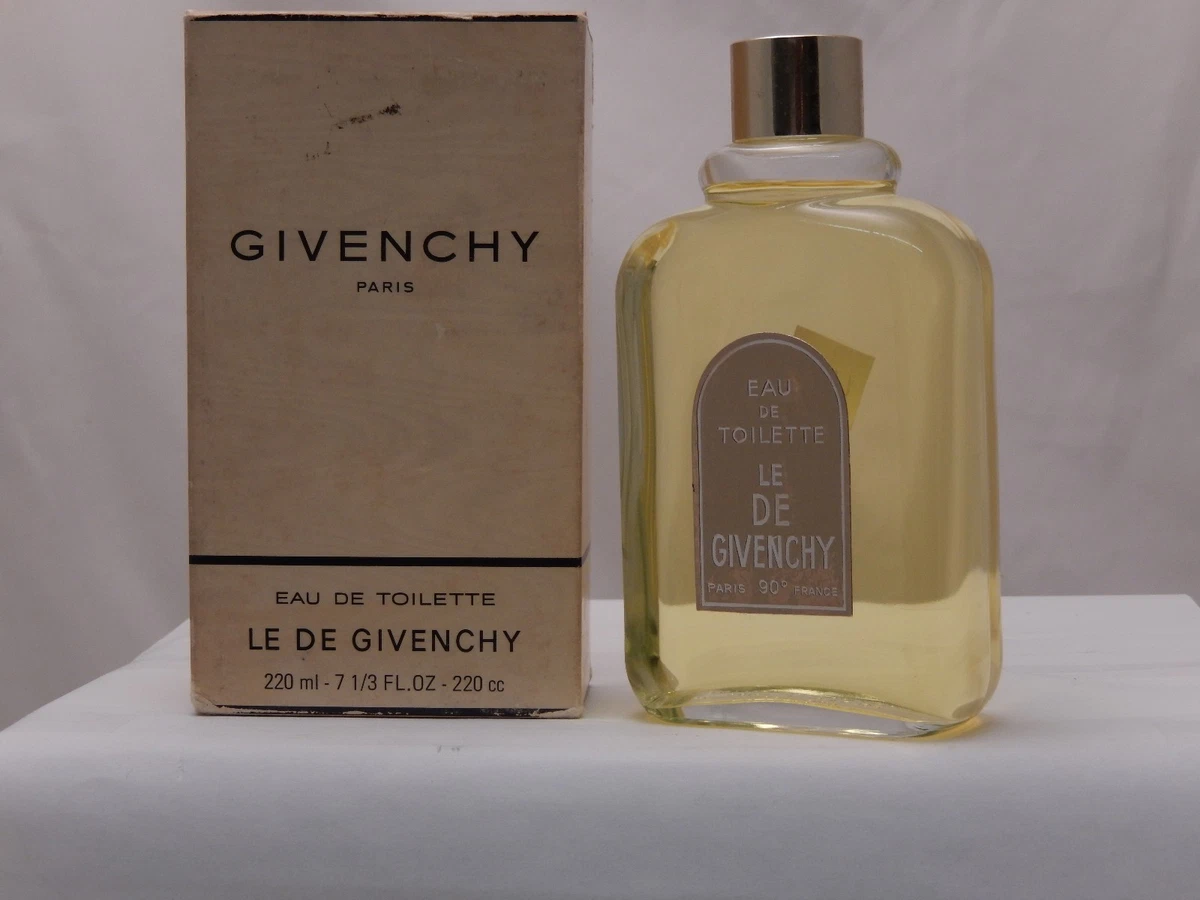 GIVENCHY
PARIS
EAU DE TOILETTE
LE DE GIVENCHY
220 ml - 7 1/3 FL.OZ - 220 cc
EAU
DE
TOILETTE
LE
DE
GIVENCHY
PARIS 90° FRANCE